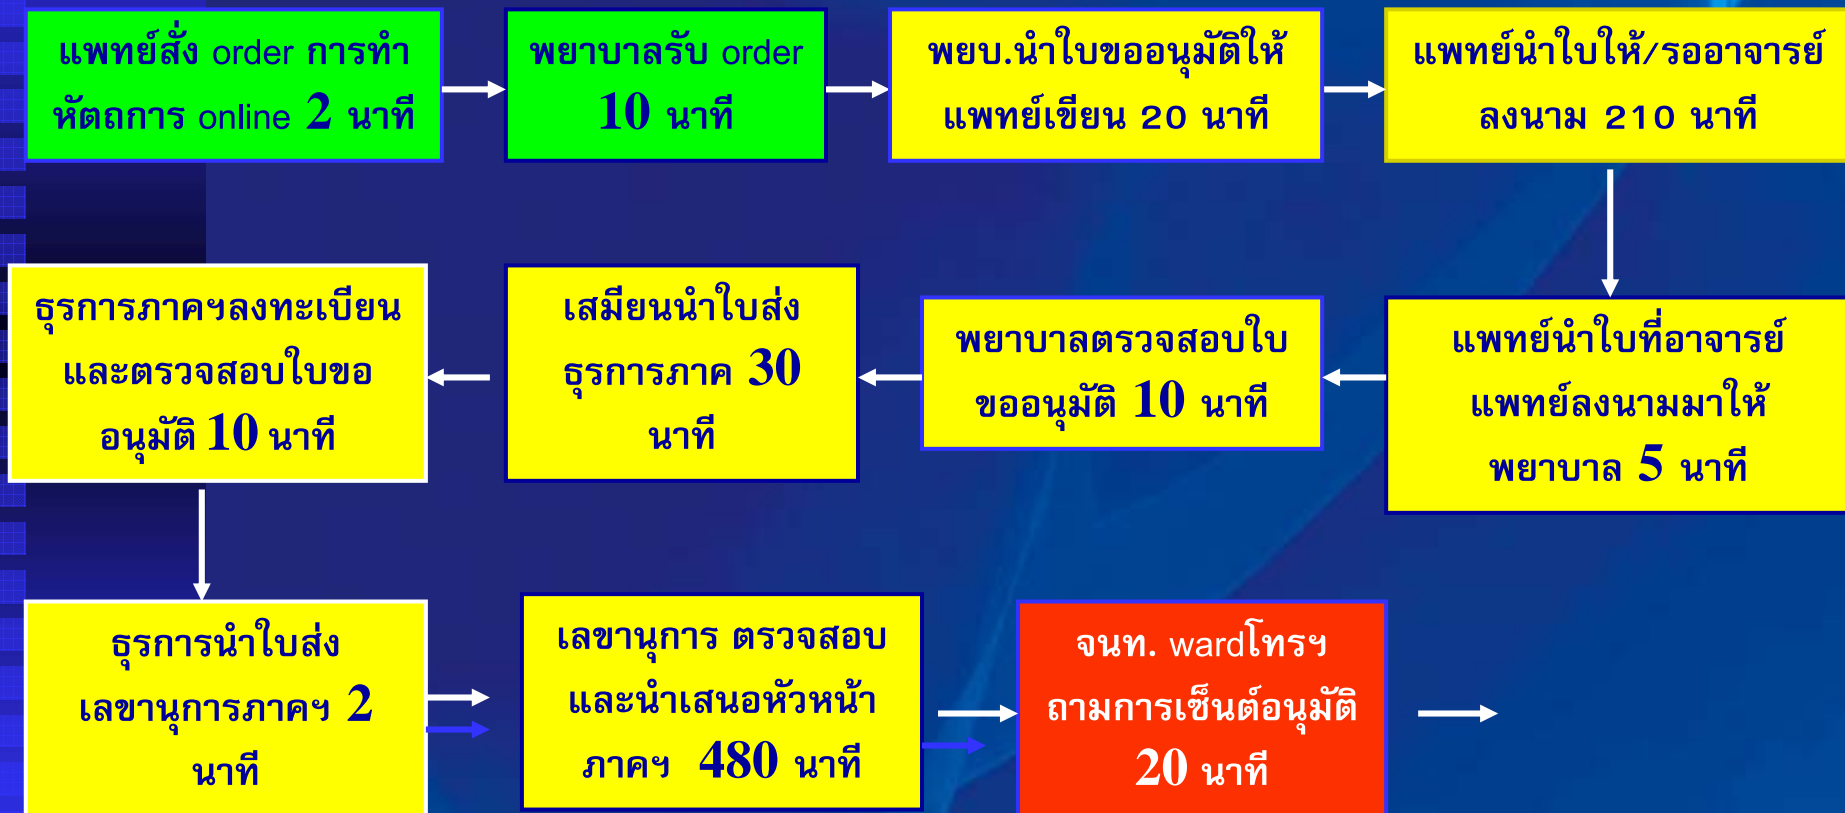 แพทย์สั่ง order การทำ
หัตถการ online 2 นาที
พยาบาลรับ order
10 นาที
พยบ.นำใบขออนุมัติให้
แพทย์เขียน 20 นาที
แพทย์นำใบให้/รออาจารย์
ลงนาม 210 นาที
แพทย์นำใบที่อาจารย์
แพทย์ลงนามมาให้
พยาบาล 5 นาที
พยาบาลตรวจสอบใบ
ขออนุมัติ 10 นาที
เสมียนนำใบส่ง
ธุรการภาค 30
นาที
ธุรการภาคฯลงทะเบียน
และตรวจสอบใบขอ
อนุมัติ 10 นาที
ธุรการนำใบส่ง
เลขานุการภาคฯ 2
นาที
เลขานุการ ตรวจสอบ
และนำเสนอหัวหน้า
ภาคฯ 480 นาที
จนท. wardโทรฯ
ถามการเซ็นต์อนุมัติ
20 นาที